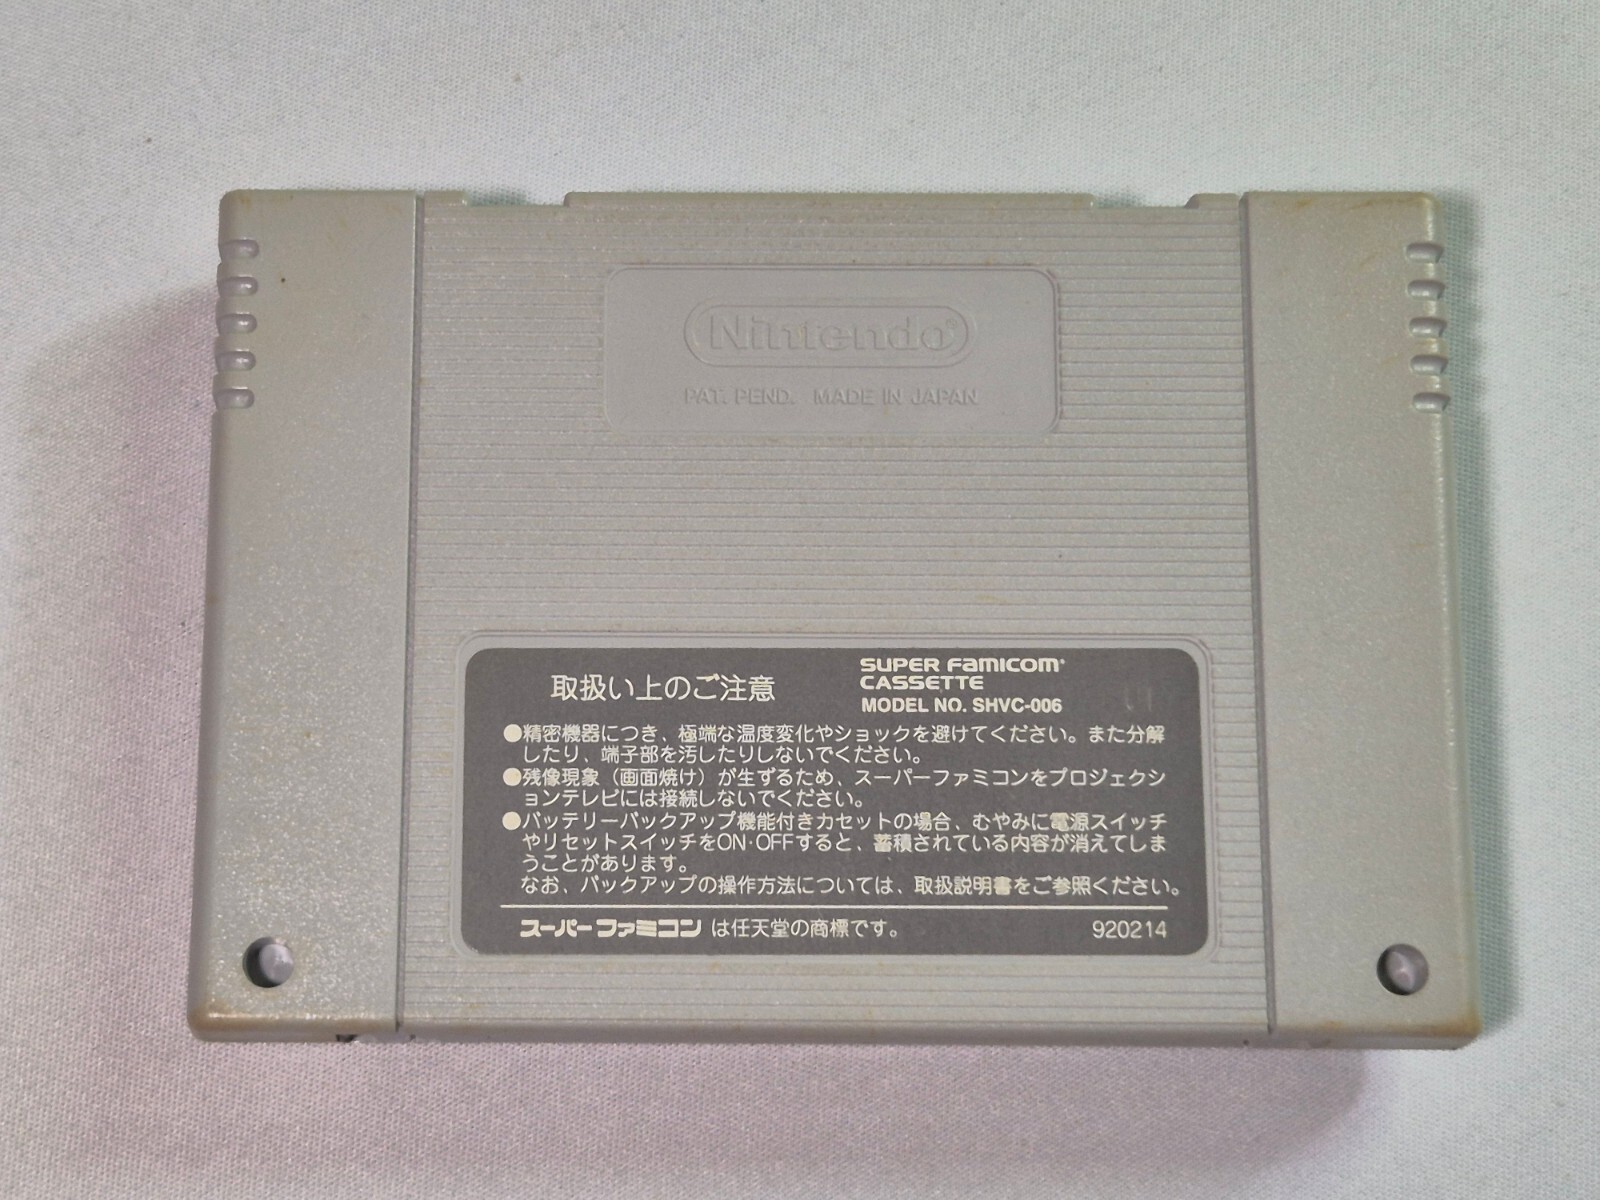 Nintendo®
PAT. PEND. MADE IN JAPAN
取扱い上のご注意
SUPER FAMICOM®
CASSETTE
MODEL NO. SHVC-006
●精密機器につき、極端な温度変化やショックを避けてください。また分解
したり、端子部を汚したりしないでください。
●残像現象（画面焼け）が生ずるため、スーパーファミコンをプロジェクシ
ョンテレビには接続しないでください。
●バッテリーバックアップ機能付きカセットの場合、むやみに電源スイッチ
やリセットスイッチをON·OFFすると、蓄積されている内容が消えてしま
うことがあります。
なお、バックアップの操作方法については、取扱説明書をご参照ください。
スーパーファミコン は任天堂の商標です。
920214